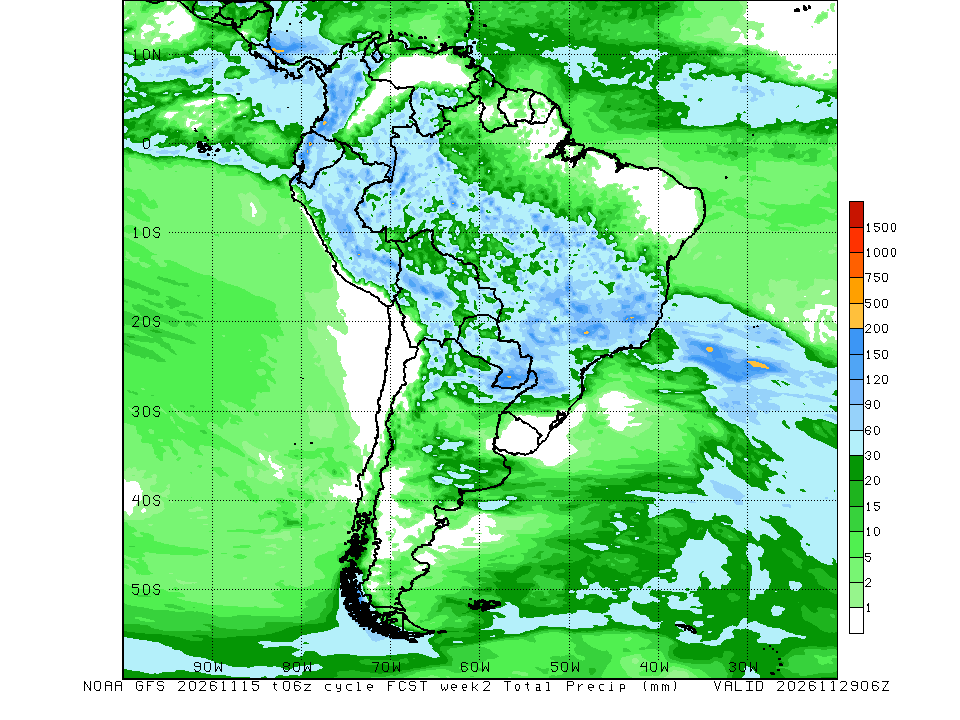 10N
0
10S
20S
30S
40S
50S
90W 80W 70W 60W 50W 40W 30W
1500
1000
750
500
200
150
120
90
60
30
20
15
10
5
2
1
NOAA GFS 20261115 t06z cycle FCST week2 Total Precip (mm) VALID 2026112906Z